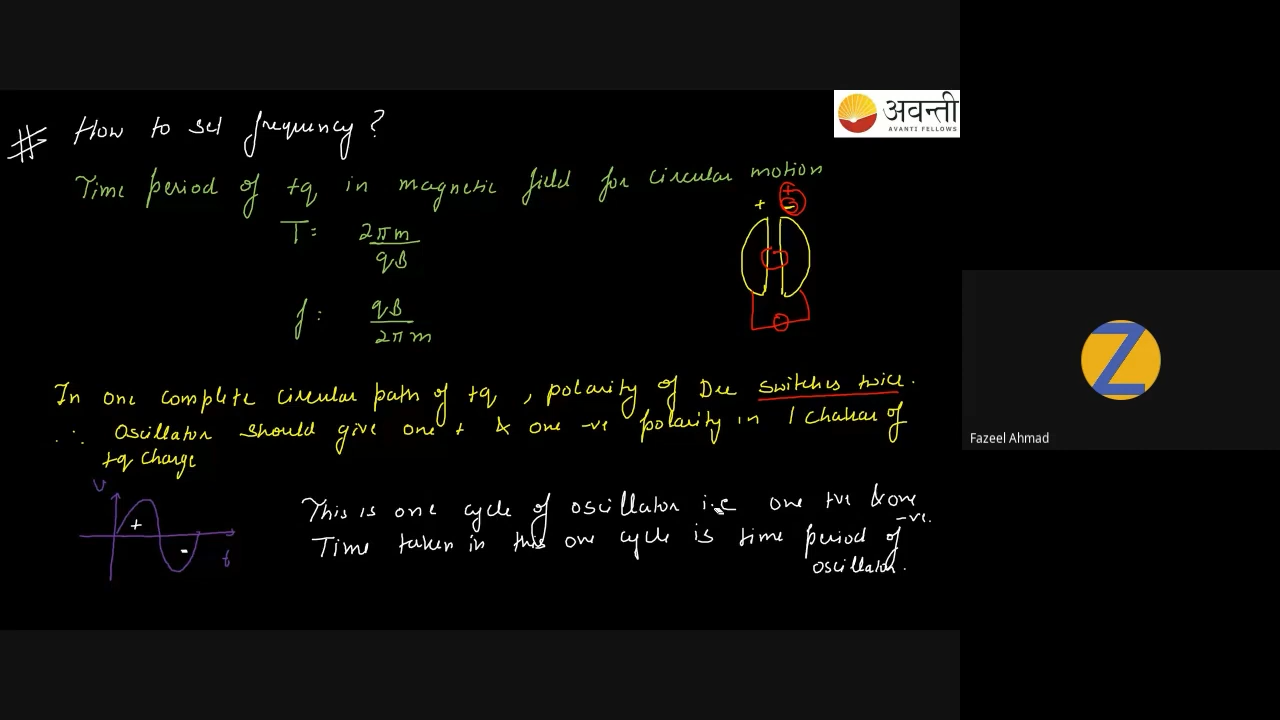 # How to set frequency?
अवन्ती
AVANTI FELLOWS
Time period of +q in magnetic field for circular motion
T = 2πm / qB
+ -
+
f = qB / 2πm
In one complete circular path of +q, polarity of Dee switches twice.
∴ Oscillator should give one + & one -ve polarity in 1 chakar of
+q charge
V
+
-
t
This is one cycle of oscillator i.e one +ve & one -ve.
Time taken in this one cycle is time period of
oscillator.
Fazeel Ahmad
Z